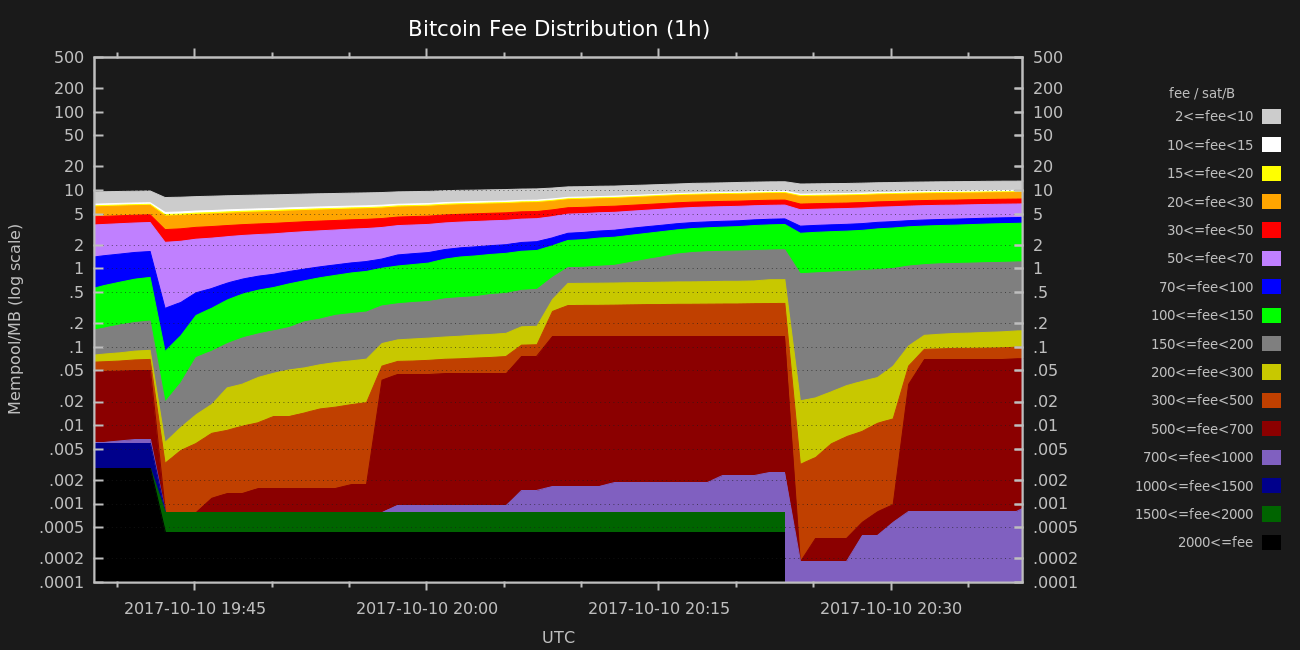 Bitcoin Fee Distribution (1h)
Mempool/MB (log scale)
500
200
100
50
20
10
5
2
1
.5
.2
.1
.05
.02
.01
.005
.002
.001
.0005
.0002
.0001
500
200
100
50
20
10
5
2
1
.5
.2
.1
.05
.02
.01
.005
.002
.001
.0005
.0002
.0001
fee / sat/B
2<=fee<10
10<=fee<15
15<=fee<20
20<=fee<30
30<=fee<50
50<=fee<70
70<=fee<100
100<=fee<150
150<=fee<200
200<=fee<300
300<=fee<500
500<=fee<700
700<=fee<1000
1000<=fee<1500
1500<=fee<2000
2000<=fee
2017-10-10 19:45
2017-10-10 20:00
2017-10-10 20:15
2017-10-10 20:30
UTC